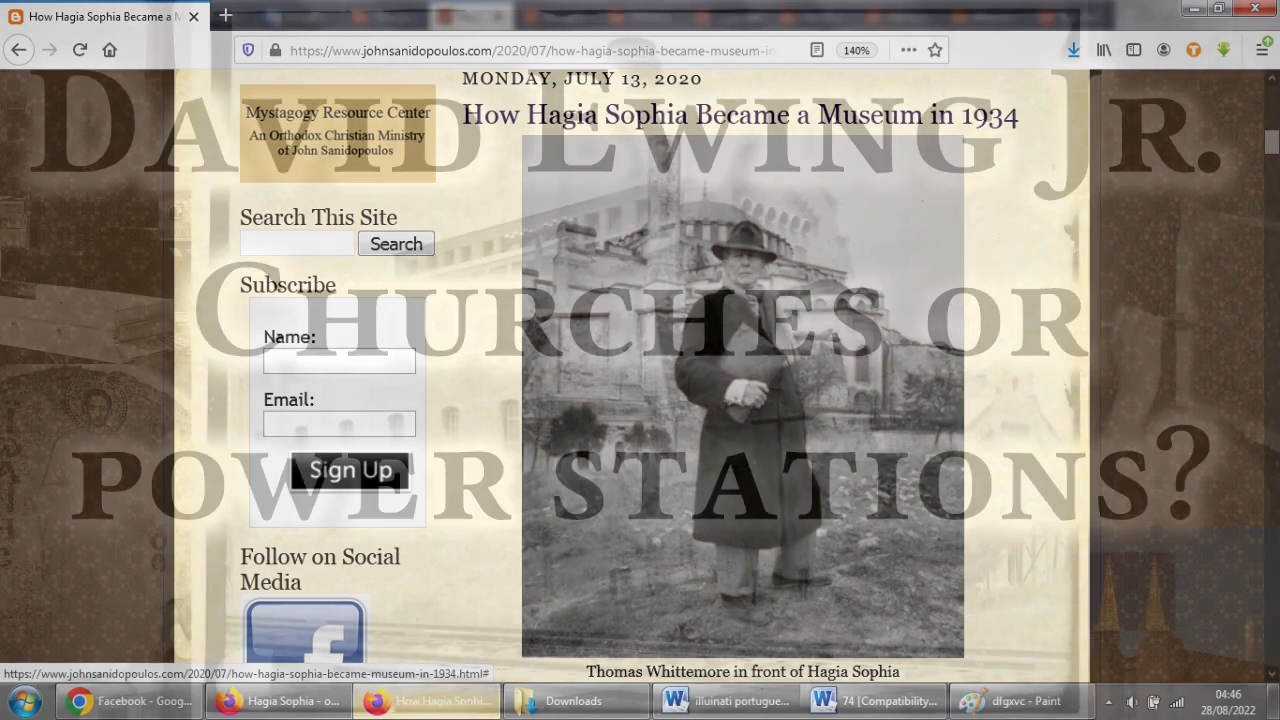 How Hagia Sophia Became a M
https://www.johnsanidopoulos.com/2020/07/how-hagia-sophia-became-museum-in
140%
DAVID EWING JR.
CHURCHES OR
POWER STATIONS?
Mystagogy Resource Center
An Orthodox Christian Ministry
of John Sanidopoulos
Search This Site
Search
Subscribe
Name:
Email:
Sign Up
Follow on Social
Media
f
MONDAY, JULY 13, 2020
How Hagia Sophia Became a Museum in 1934
Thomas Whittemore in front of Hagia Sophia
https://www.johnsanidopoulos.com/2020/07/how-hagia-sophia-became-museum-in-1934.html#
Facebook - Goog...
Hagia Sophia - o...
How Hagia Sophi...
Downloads
illuinati portugue...
74 [Compatibility...
dfgxvc - Paint
04:46
28/08/2022